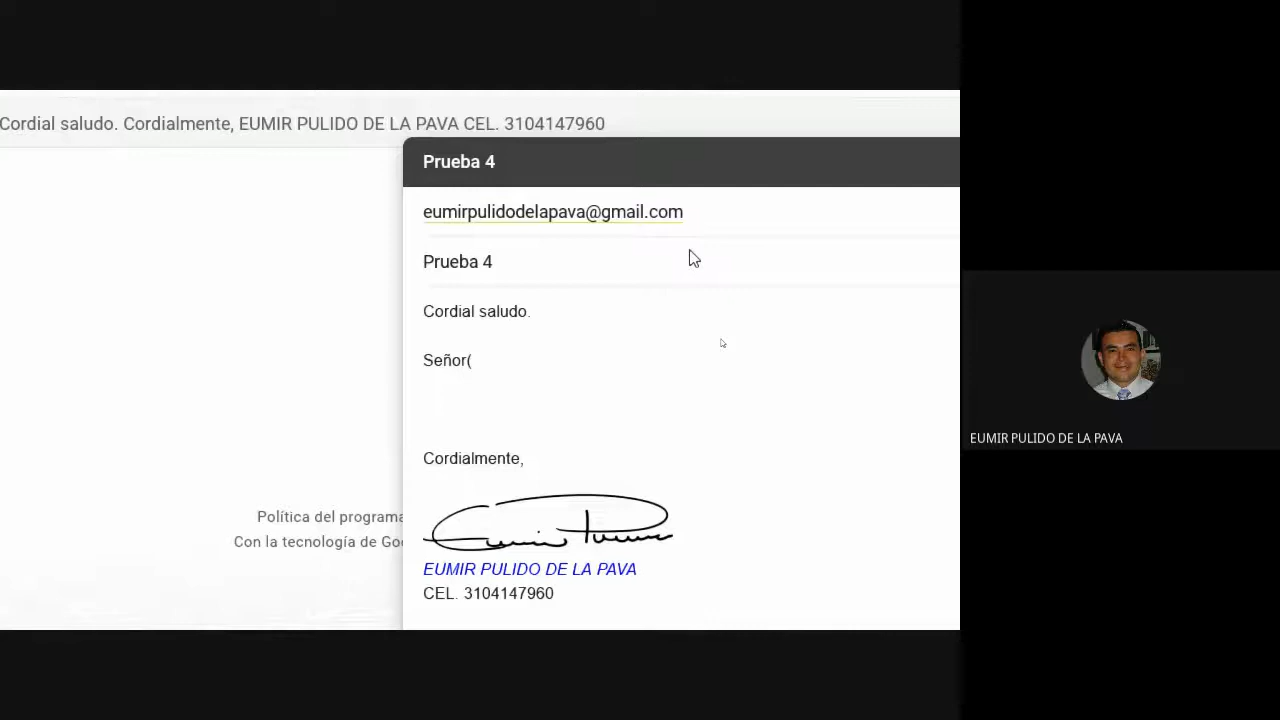 Cordial saludo. Cordialmente, EUMIR PULIDO DE LA PAVA CEL. 3104147960
Prueba 4
eumirpulidodelapava@gmail.com
Prueba 4
Cordial saludo.
Señor(
Cordialmente,
EUMIR PULIDO DE LA PAVA
CEL. 3104147960
Política del programa
Con la tecnología de Goo
EUMIR PULIDO DE LA PAVA